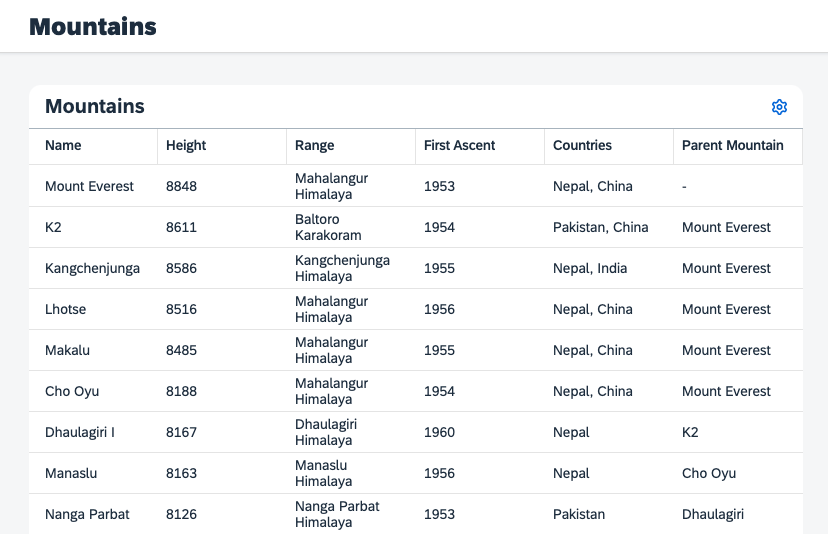 Mountains
Mountains
Name Height Range First Ascent Countries Parent Mountain
Mount Everest 8848 Mahalangur Himalaya 1953 Nepal, China -
K2 8611 Baltoro Karakoram 1954 Pakistan, China Mount Everest
Kangchenjunga 8586 Kangchenjunga Himalaya 1955 Nepal, India Mount Everest
Lhotse 8516 Mahalangur Himalaya 1956 Nepal, China Mount Everest
Makalu 8485 Mahalangur Himalaya 1955 Nepal, China Mount Everest
Cho Oyu 8188 Mahalangur Himalaya 1954 Nepal, China Mount Everest
Dhaulagiri I 8167 Dhaulagiri Himalaya 1960 Nepal K2
Manaslu 8163 Manaslu Himalaya 1956 Nepal Cho Oyu
Nanga Parbat 8126 Nanga Parbat Himalaya 1953 Pakistan Dhaulagiri